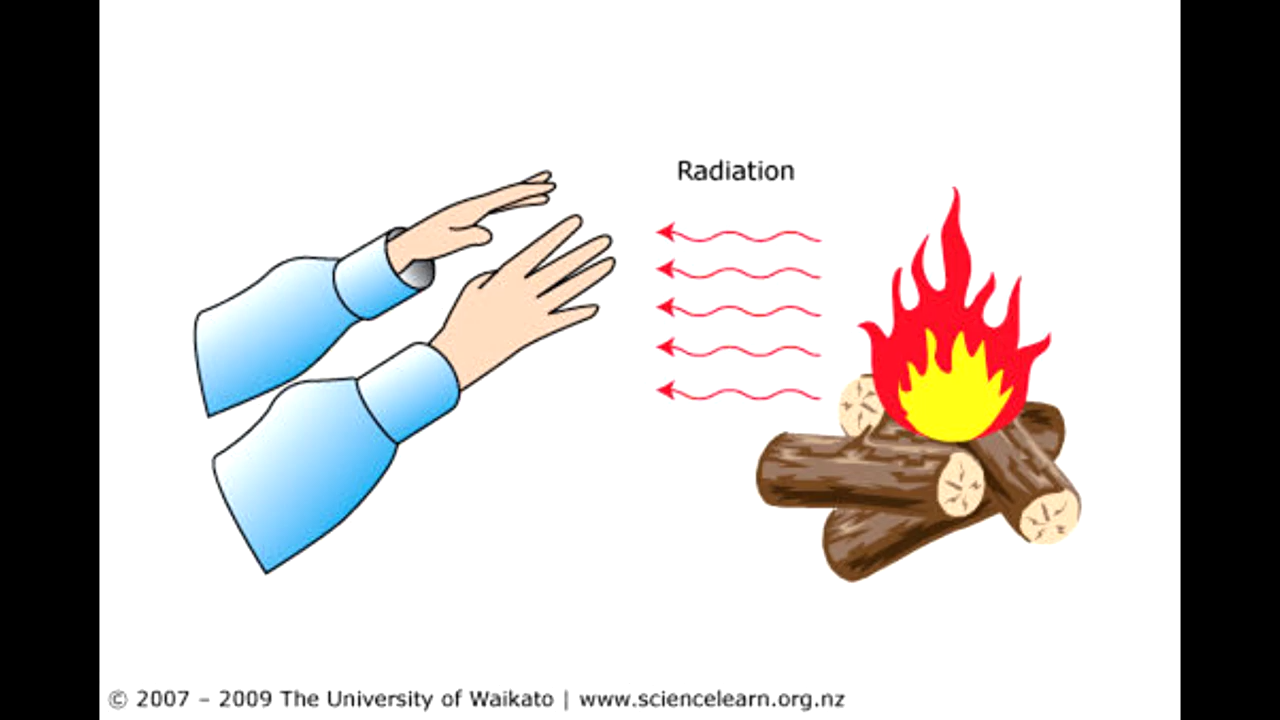 Radiation
© 2007 – 2009 The University of Waikato | www.sciencelearn.org.nz